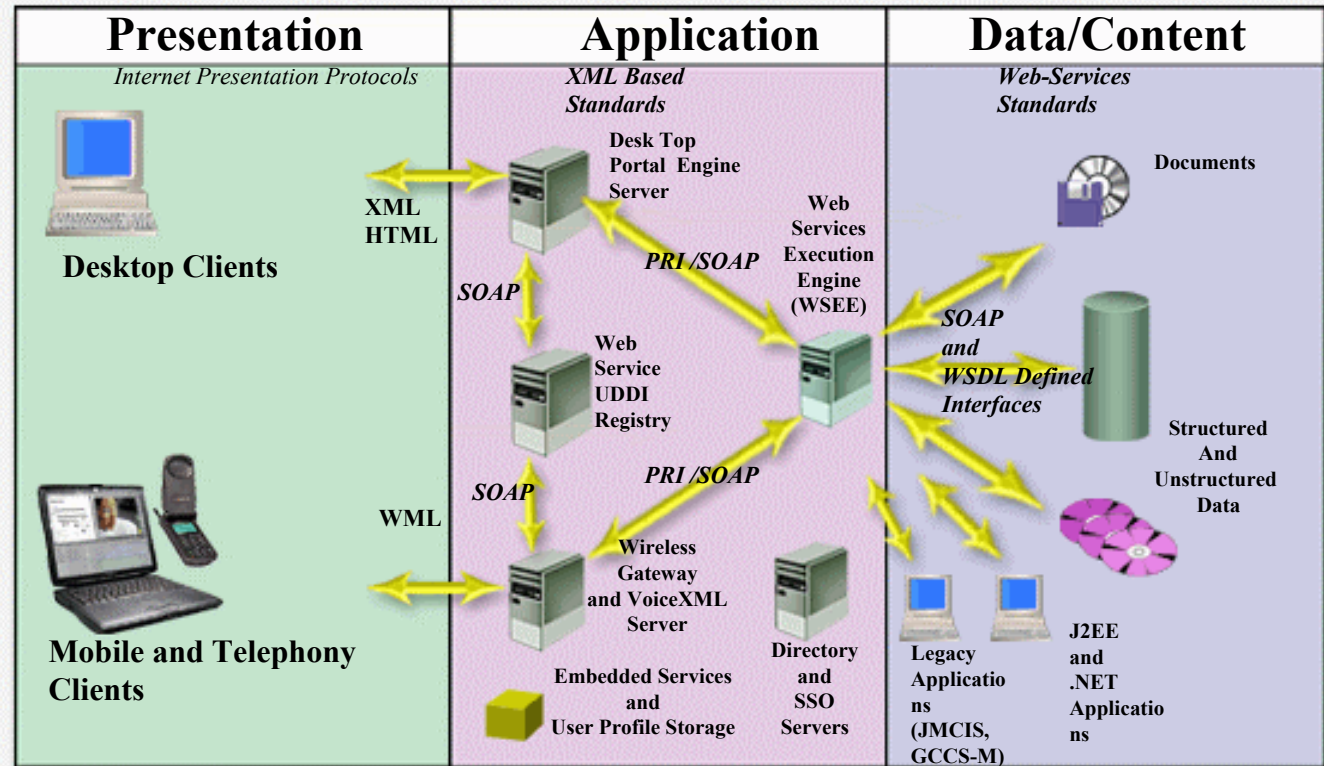 Presentation
Application
Data/Content
Internet Presentation Protocols
XML Based
Standards
Web-Services
Standards
Desktop Clients
XML
HTML
Desk Top
Portal Engine
Server
PRI /SOAP
Web
Services
Execution
Engine
(WSEE)
Documents
SOAP
Web
Service
UDDI
Registry
SOAP
and
WSDL Defined
Interfaces
Structured
And
Unstructured
Data
SOAP
PRI /SOAP
WML
Wireless
Gateway
and VoiceXML
Server
Mobile and Telephony
Clients
Embedded Services
and
User Profile Storage
Directory
and
SSO
Servers
Legacy
Applicatio
ns
(JMCIS,
GCCS-M)
J2EE
and
.NET
Applicatio
ns